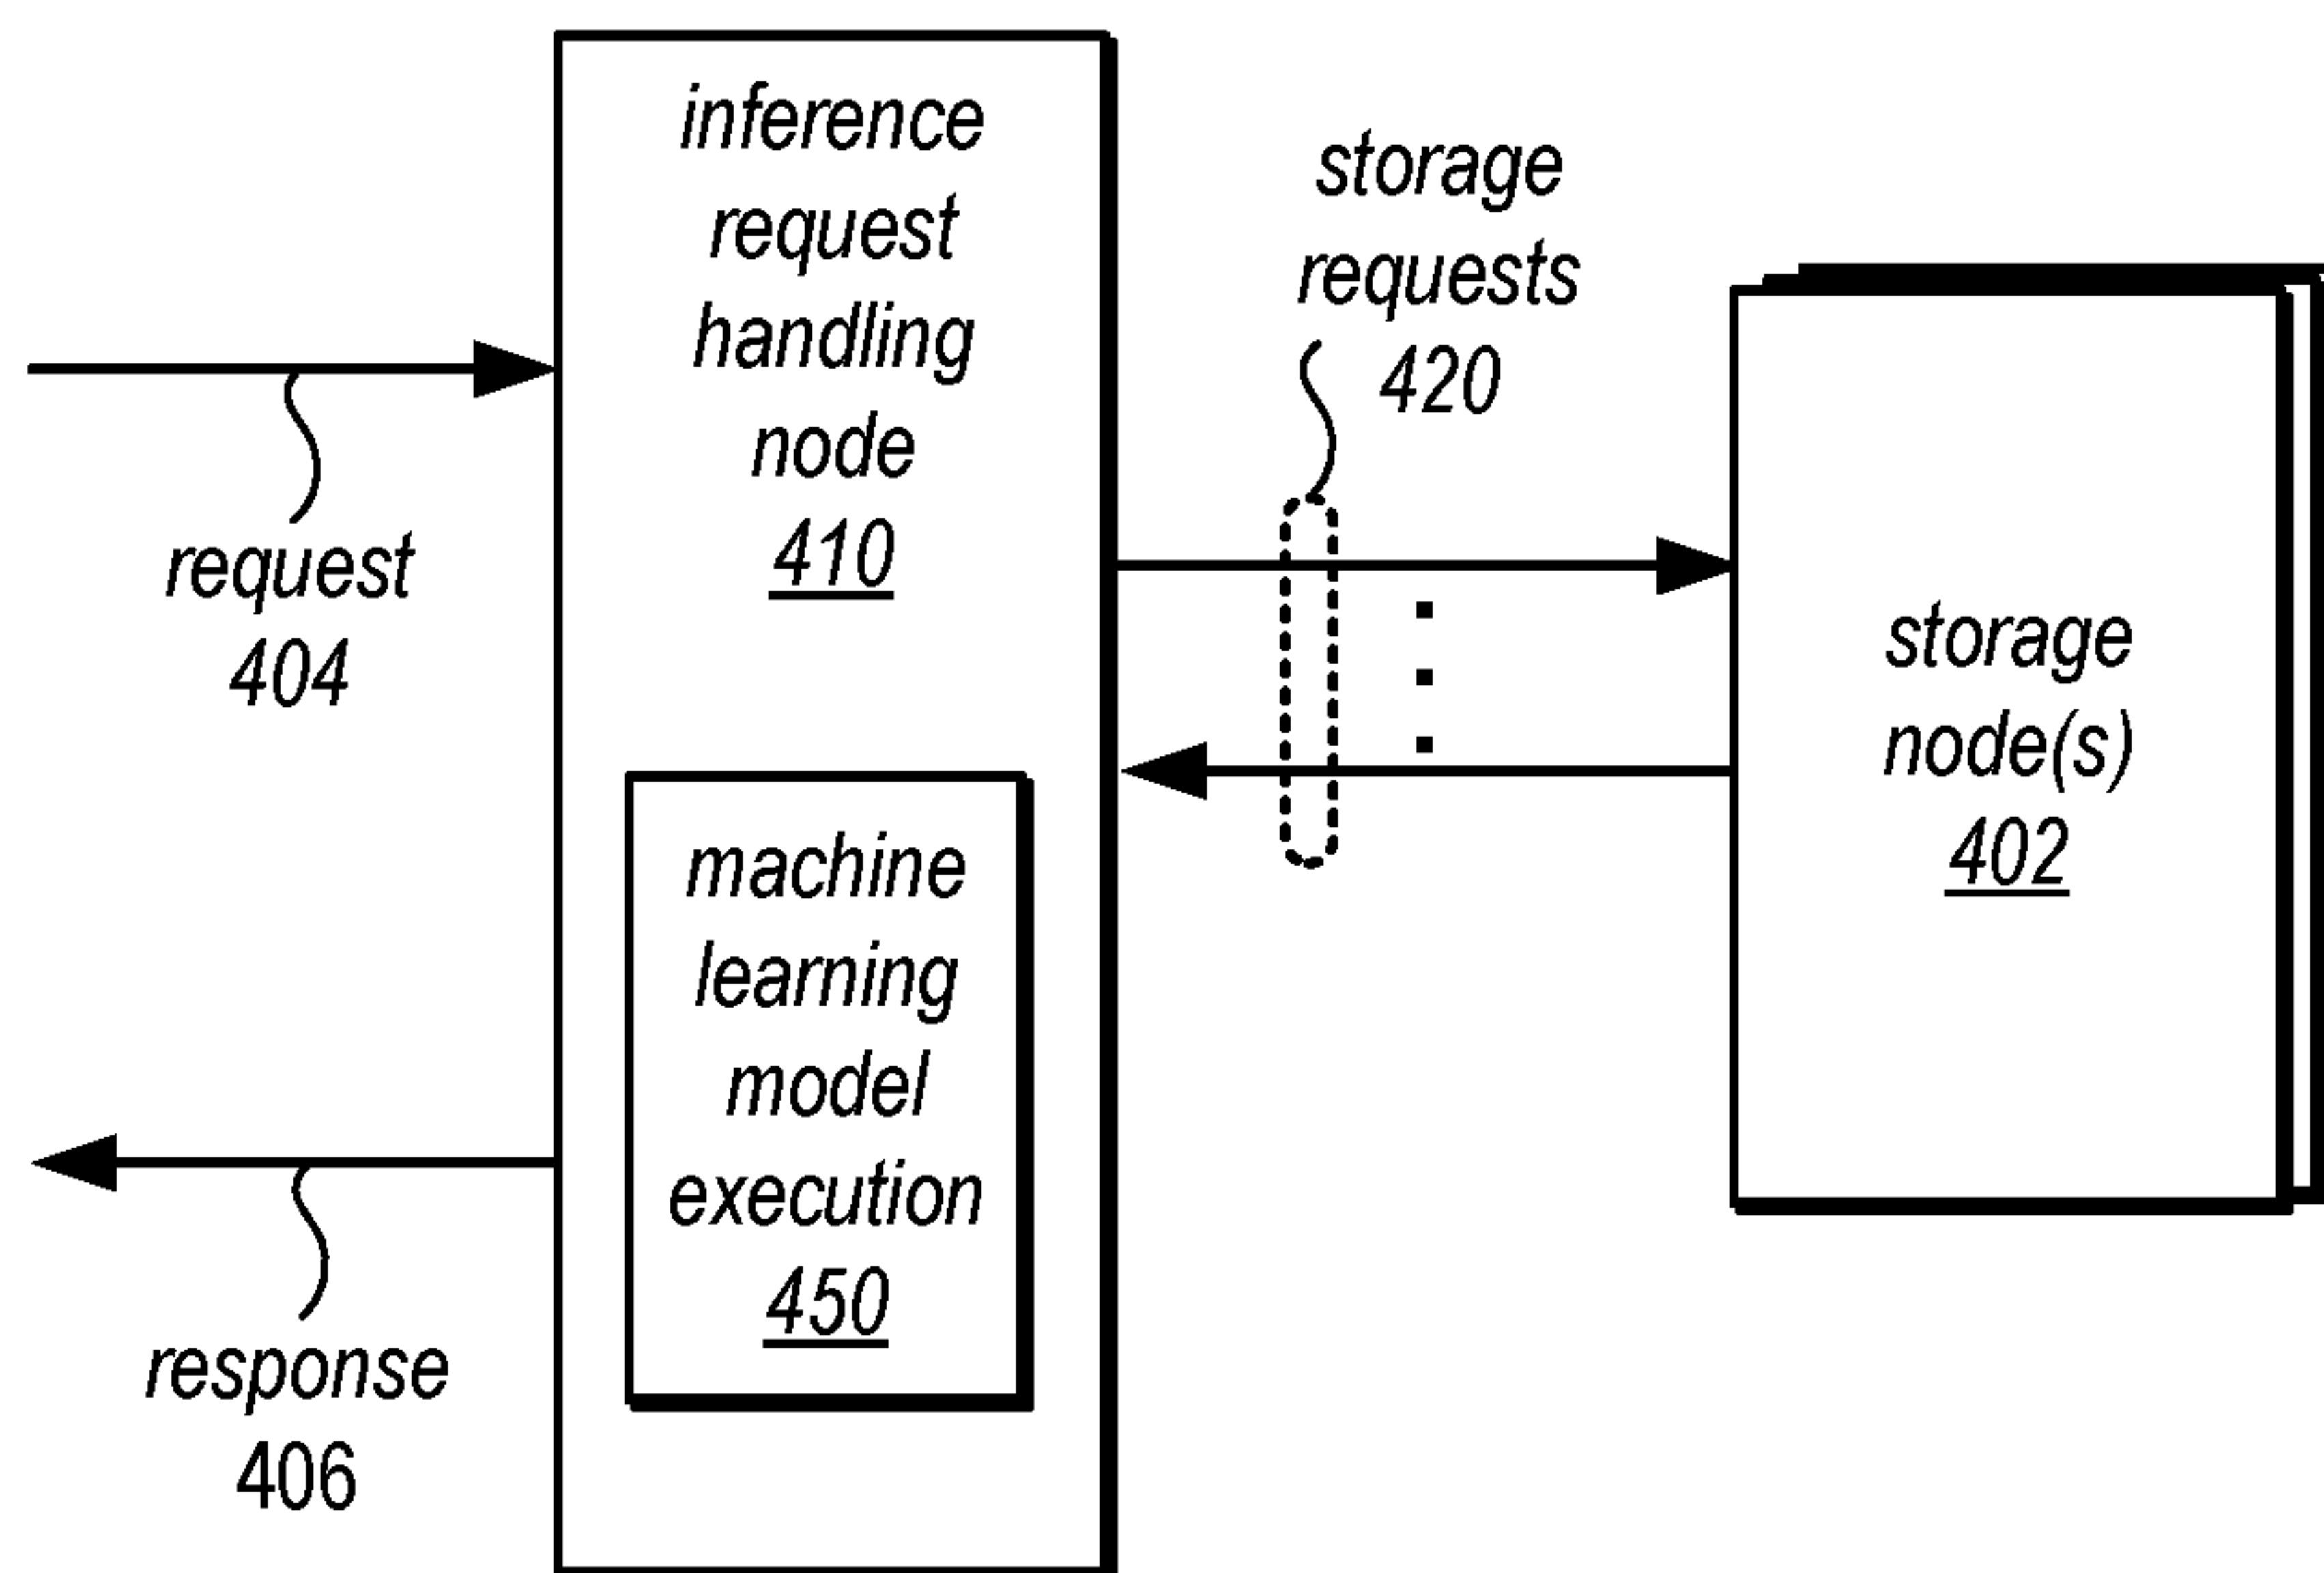 inference
request
handling
node
410
storage
requests
420
request
404
storage
node(s)
402
machine
learning
model
execution
450
response
406